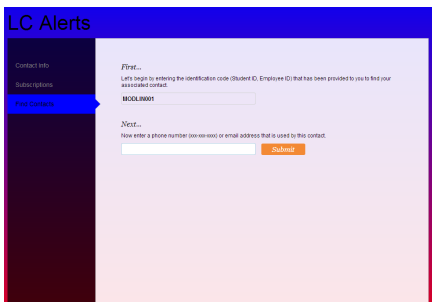 LC Alerts
Contact Info
Subscriptions
First...
Let's begin by entering the identification code (Student ID, Employee ID) that has been provided to you to find your
associated contact.
MODLIN001
Next...
Now enter a phone number (xxx-xxx-xxxx) or email address that is used by this contact.
Submit